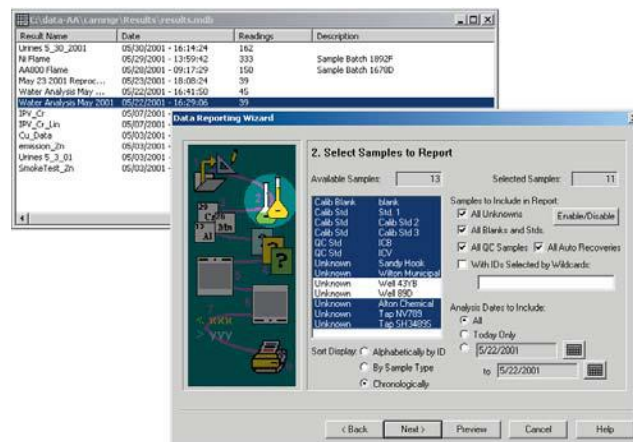 C:\data-AA\carnmgr\Results\results.mdb
Result Name Date Readings Description
Urines 5_30_2001 05/30/2001 - 16:14:24 162
Ni Flame 05/29/2001 - 13:59:42 333 Sample Batch 1892F
AA800 Flame 05/28/2001 - 09:17:29 150 Sample Batch 1678D
May 23 2001 Reproc... 05/23/2001 - 18:08:24 39
Water Analysis May ... 05/22/2001 - 16:41:50 45
Water Analysis May 2001 05/22/2001 - 16:29:06 39
IPV_Cr 05/07/2001
IPV_Cr_Lin 05/07/2001
Cu_Data 05/03/2001
emission_Zn 05/03/2001
Urines 5_3_01 05/03/2001
SmokeTest_Zn 05/03/2001
Data Reporting Wizard
2. Select Samples to Report
Available Samples: 13 Selected Samples: 11
Calib Blank blank
Calib Std Std. 1
Calib Std Calib Std 2
Calib Std Calib Std 3
QC Std ICB
QC Std ICV
Unknown Sandy Hook
Unknown Wilton Municipal
Unknown Well 43YB
Unknown Well 89D
Unknown Alton Chemical
Unknown Tap NV789
Unknown Tap SH3489S
Samples to Include in Report:
All Unknowns Enable/Disable
All Blanks and Stds.
All QC Samples All Auto Recoveries
With IDs Selected by Wildcards:
Analysis Dates to Include:
All
Today Only
5/22/2001
to 5/22/2001
Sort Display: Alphabetically by ID
By Sample Type
Chronologically
Cr
Mn
Al
? ? ?
< xxx
> yyy
< Back Next > Preview Cancel Help